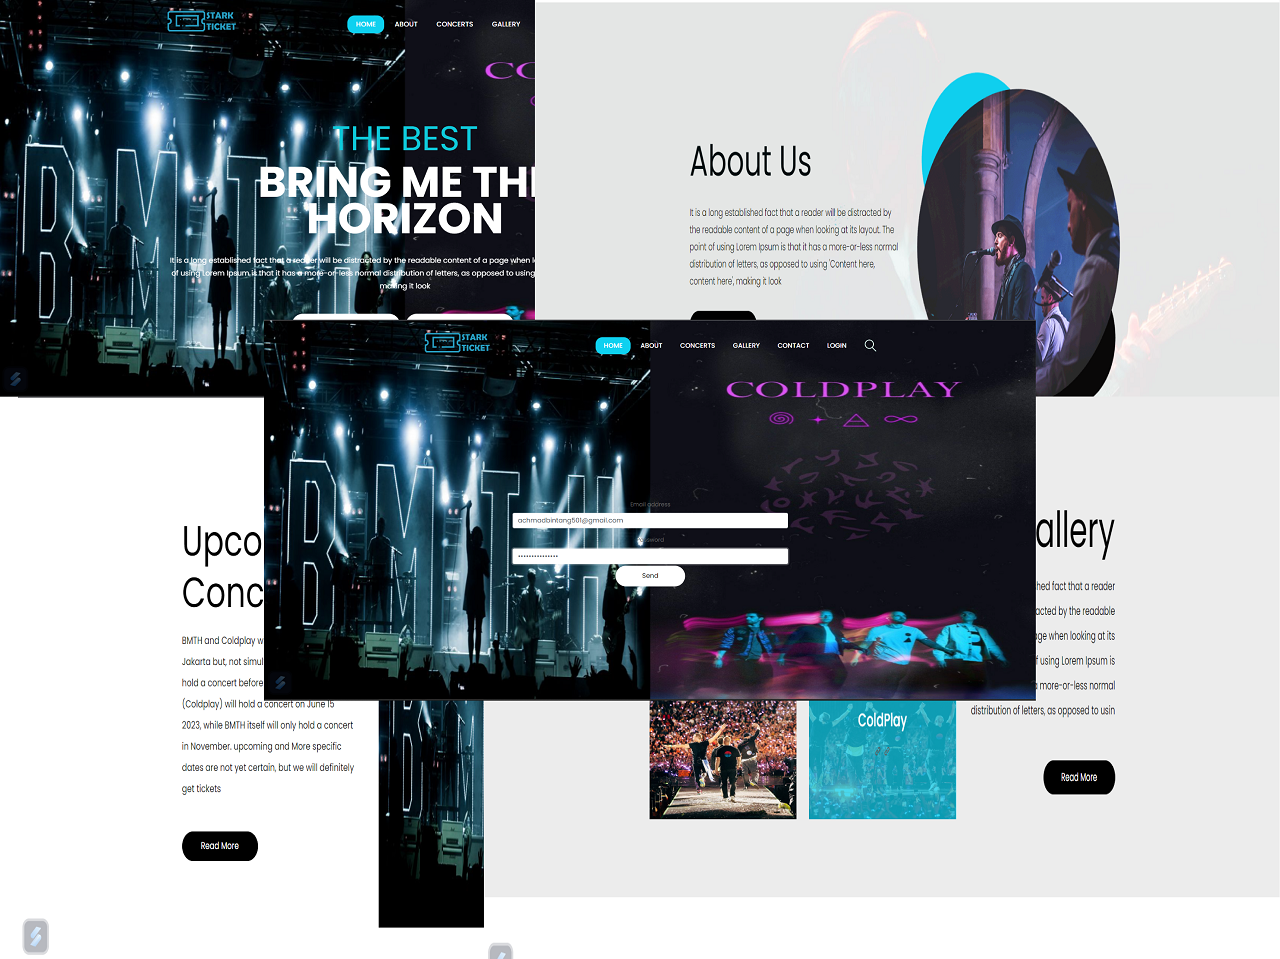 STARK
TICKET
HOME
ABOUT
CONCERTS
GALLERY
CO
THE BEST
BRING ME THE
HORIZON
It is a long established fact that a reader will be distracted by the readable content of a page when l
of using Lorem Ipsum is that it has a more-or-less normal distribution of letters, as opposed to using
making it look
BMTH
About Us
It is a long established fact that a reader will be distracted by
the readable content of a page when looking at its layout. The
point of using Lorem Ipsum is that it has a more-or-less normal
distribution of letters, as opposed to using 'Content here,
content here', making it look
STARK
TICKET
HOME
ABOUT
CONCERTS
GALLERY
CONTACT
LOGIN
COLDPLAY
BMTH
Email address
achmadbintang501@gmail.com
Password
Send
Upco
Conc
BMTH and Coldplay w
Jakarta but, not simul
hold a concert before
(Coldplay) will hold a concert on June 15
2023, while BMTH itself will only hold a concert
in November. upcoming and More specific
dates are not yet certain, but we will definitely
get tickets
Read More
BM
allery
hed fact that a reader
acted by the readable
ge when looking at its
f using Lorem Ipsum is
a more-or-less normal
distribution of letters, as opposed to usin
ColdPlay
Read More